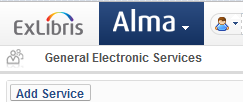 ExLibris Alma
General Electronic Services
Add Service